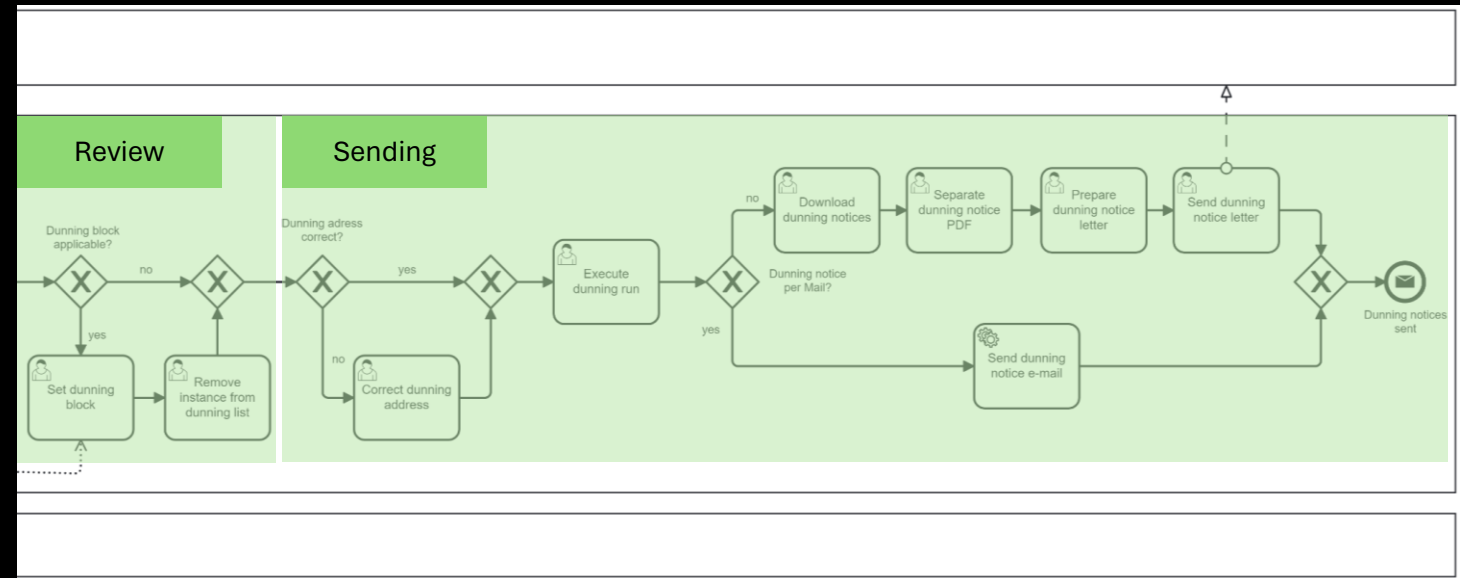 Review
Sending
Dunning block
applicable?
no
yes
Set dunning
block
Remove
instance from
dunning list
Dunning adress
correct?
yes
no
Correct dunning
address
Execute
dunning run
no
Dunning notice
per Mail?
yes
Download
dunning notices
Separate
dunning notice
PDF
Prepare
dunning notice
letter
Send dunning
notice letter
Send dunning
notice e-mail
Dunning notices
sent